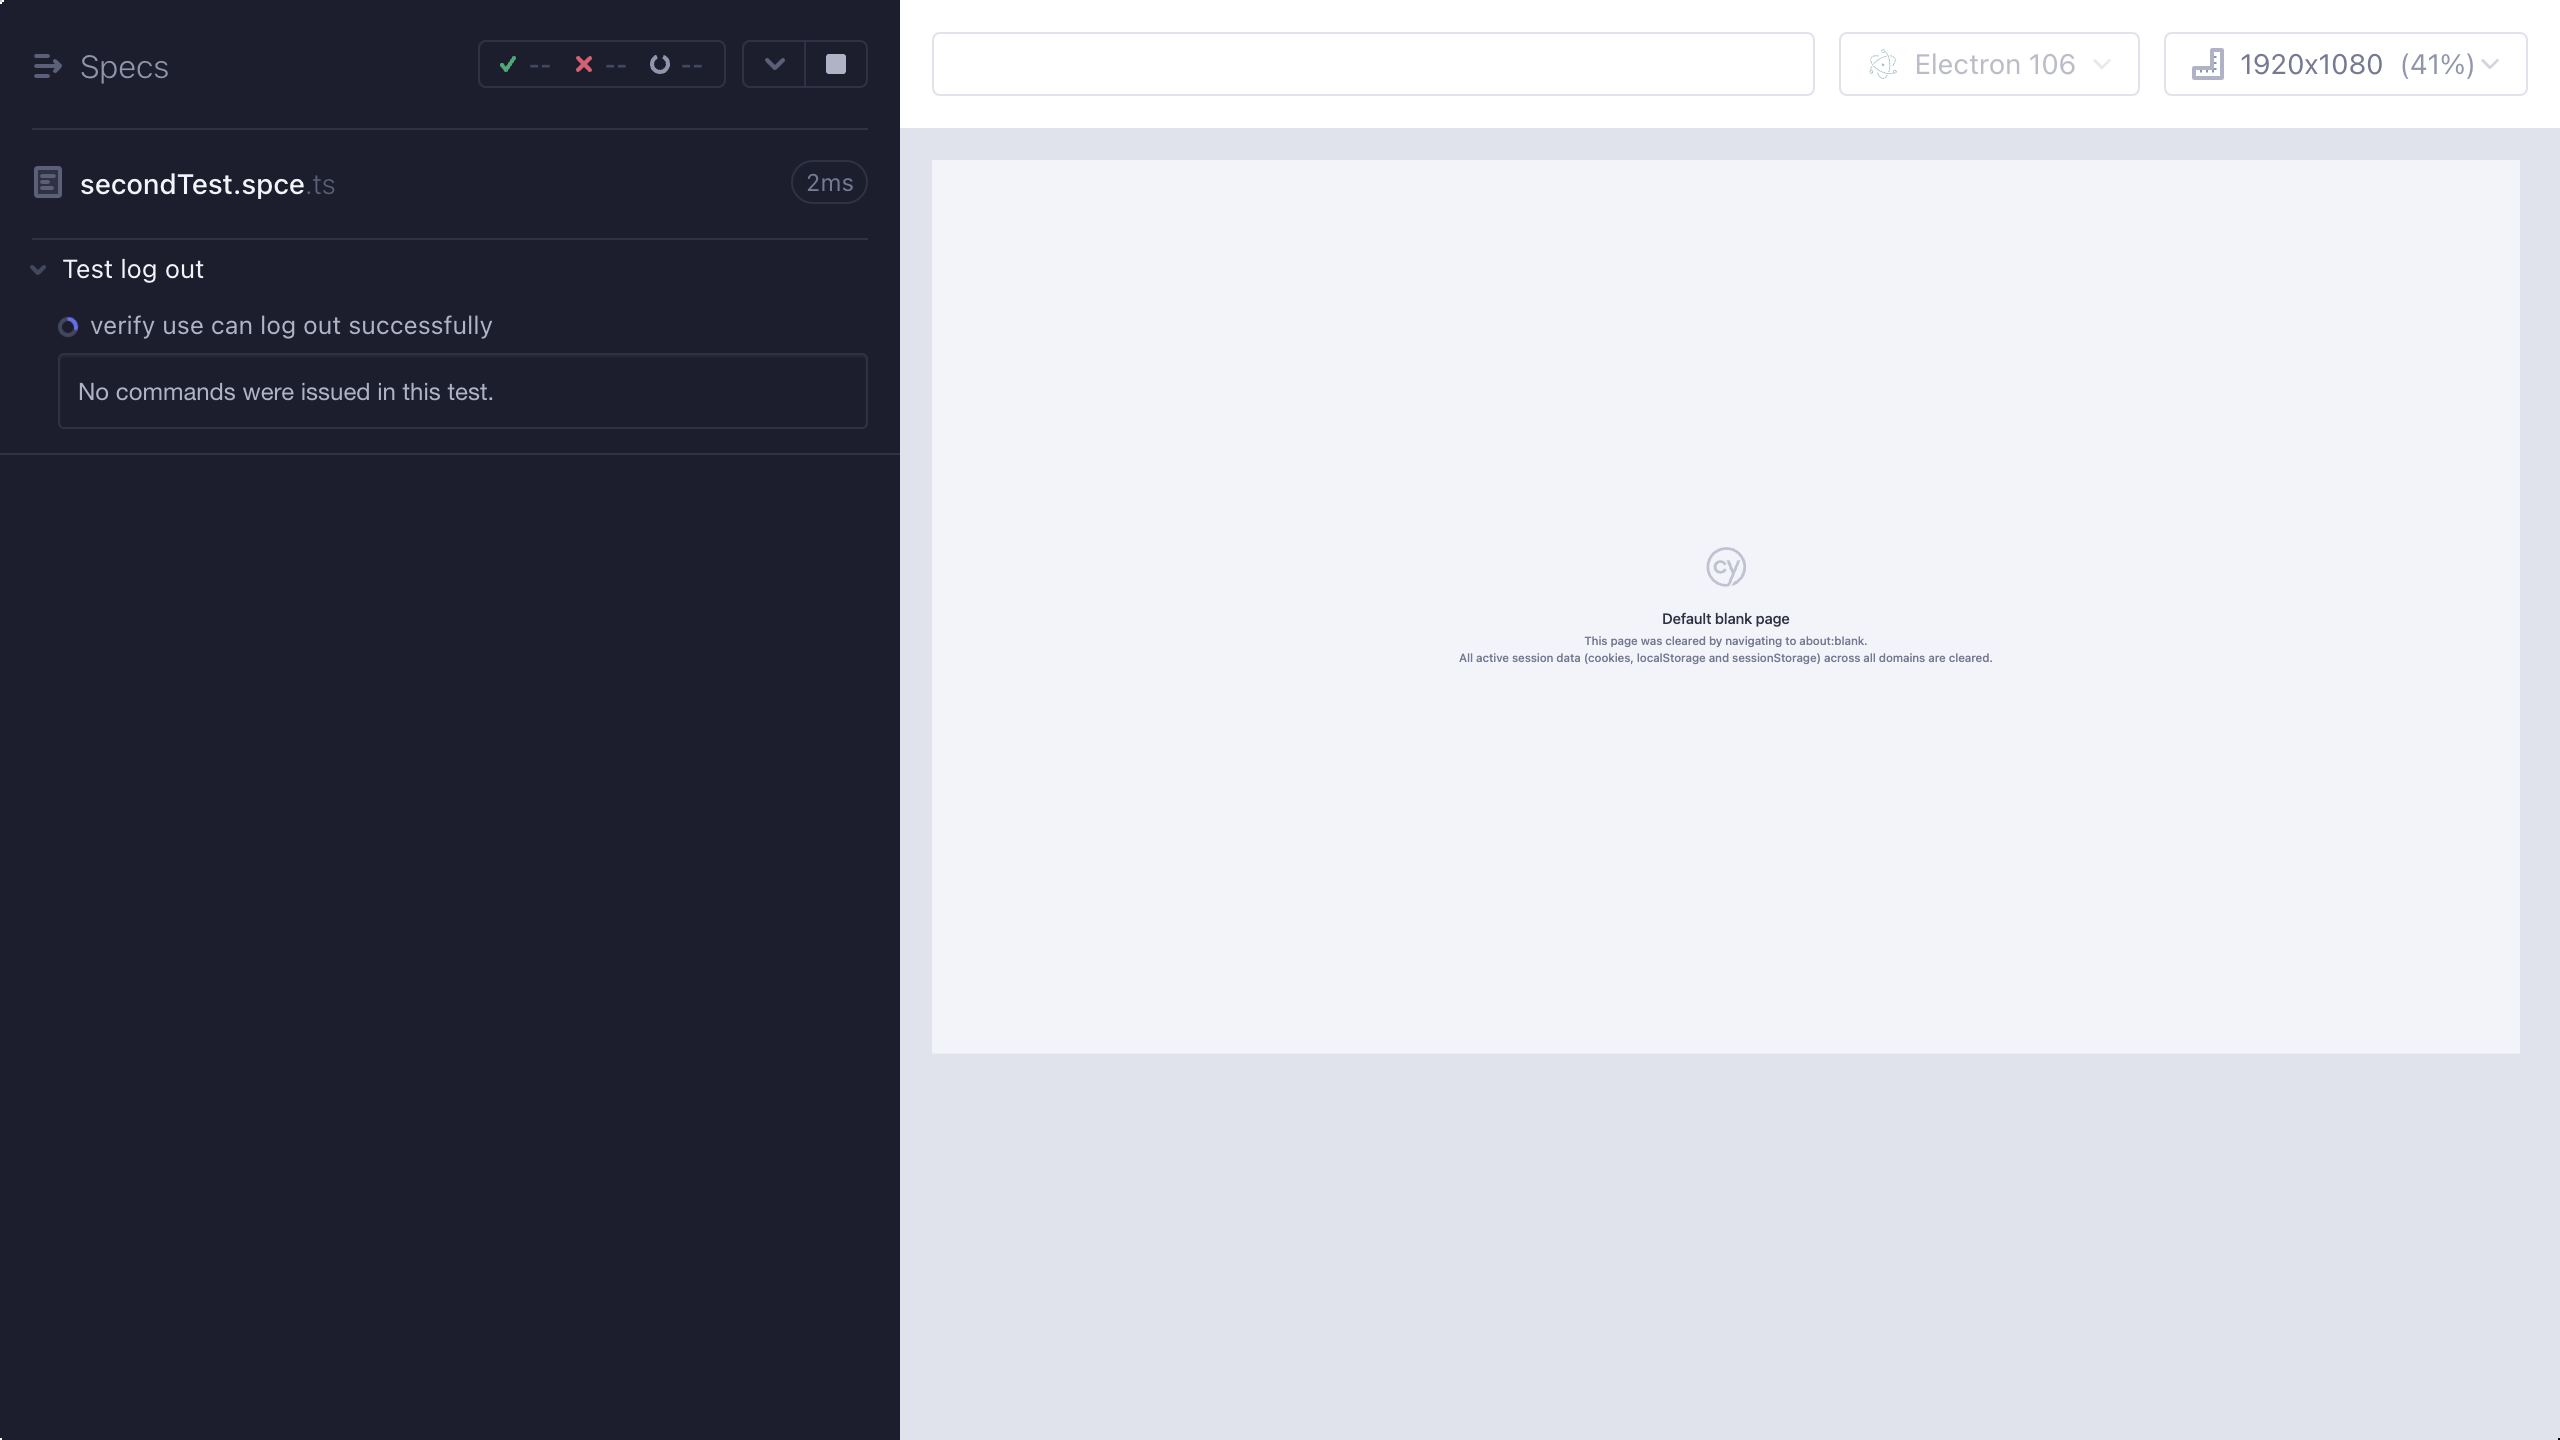 Specs
--
--
--
secondTest.spce.ts
2ms
Test log out
verify use can log out successfully
No commands were issued in this test.
Electron 106
1920x1080 (41%)
cy
Default blank page
This page was cleared by navigating to about:blank.
All active session data (cookies, localStorage and sessionStorage) across all domains are cleared.